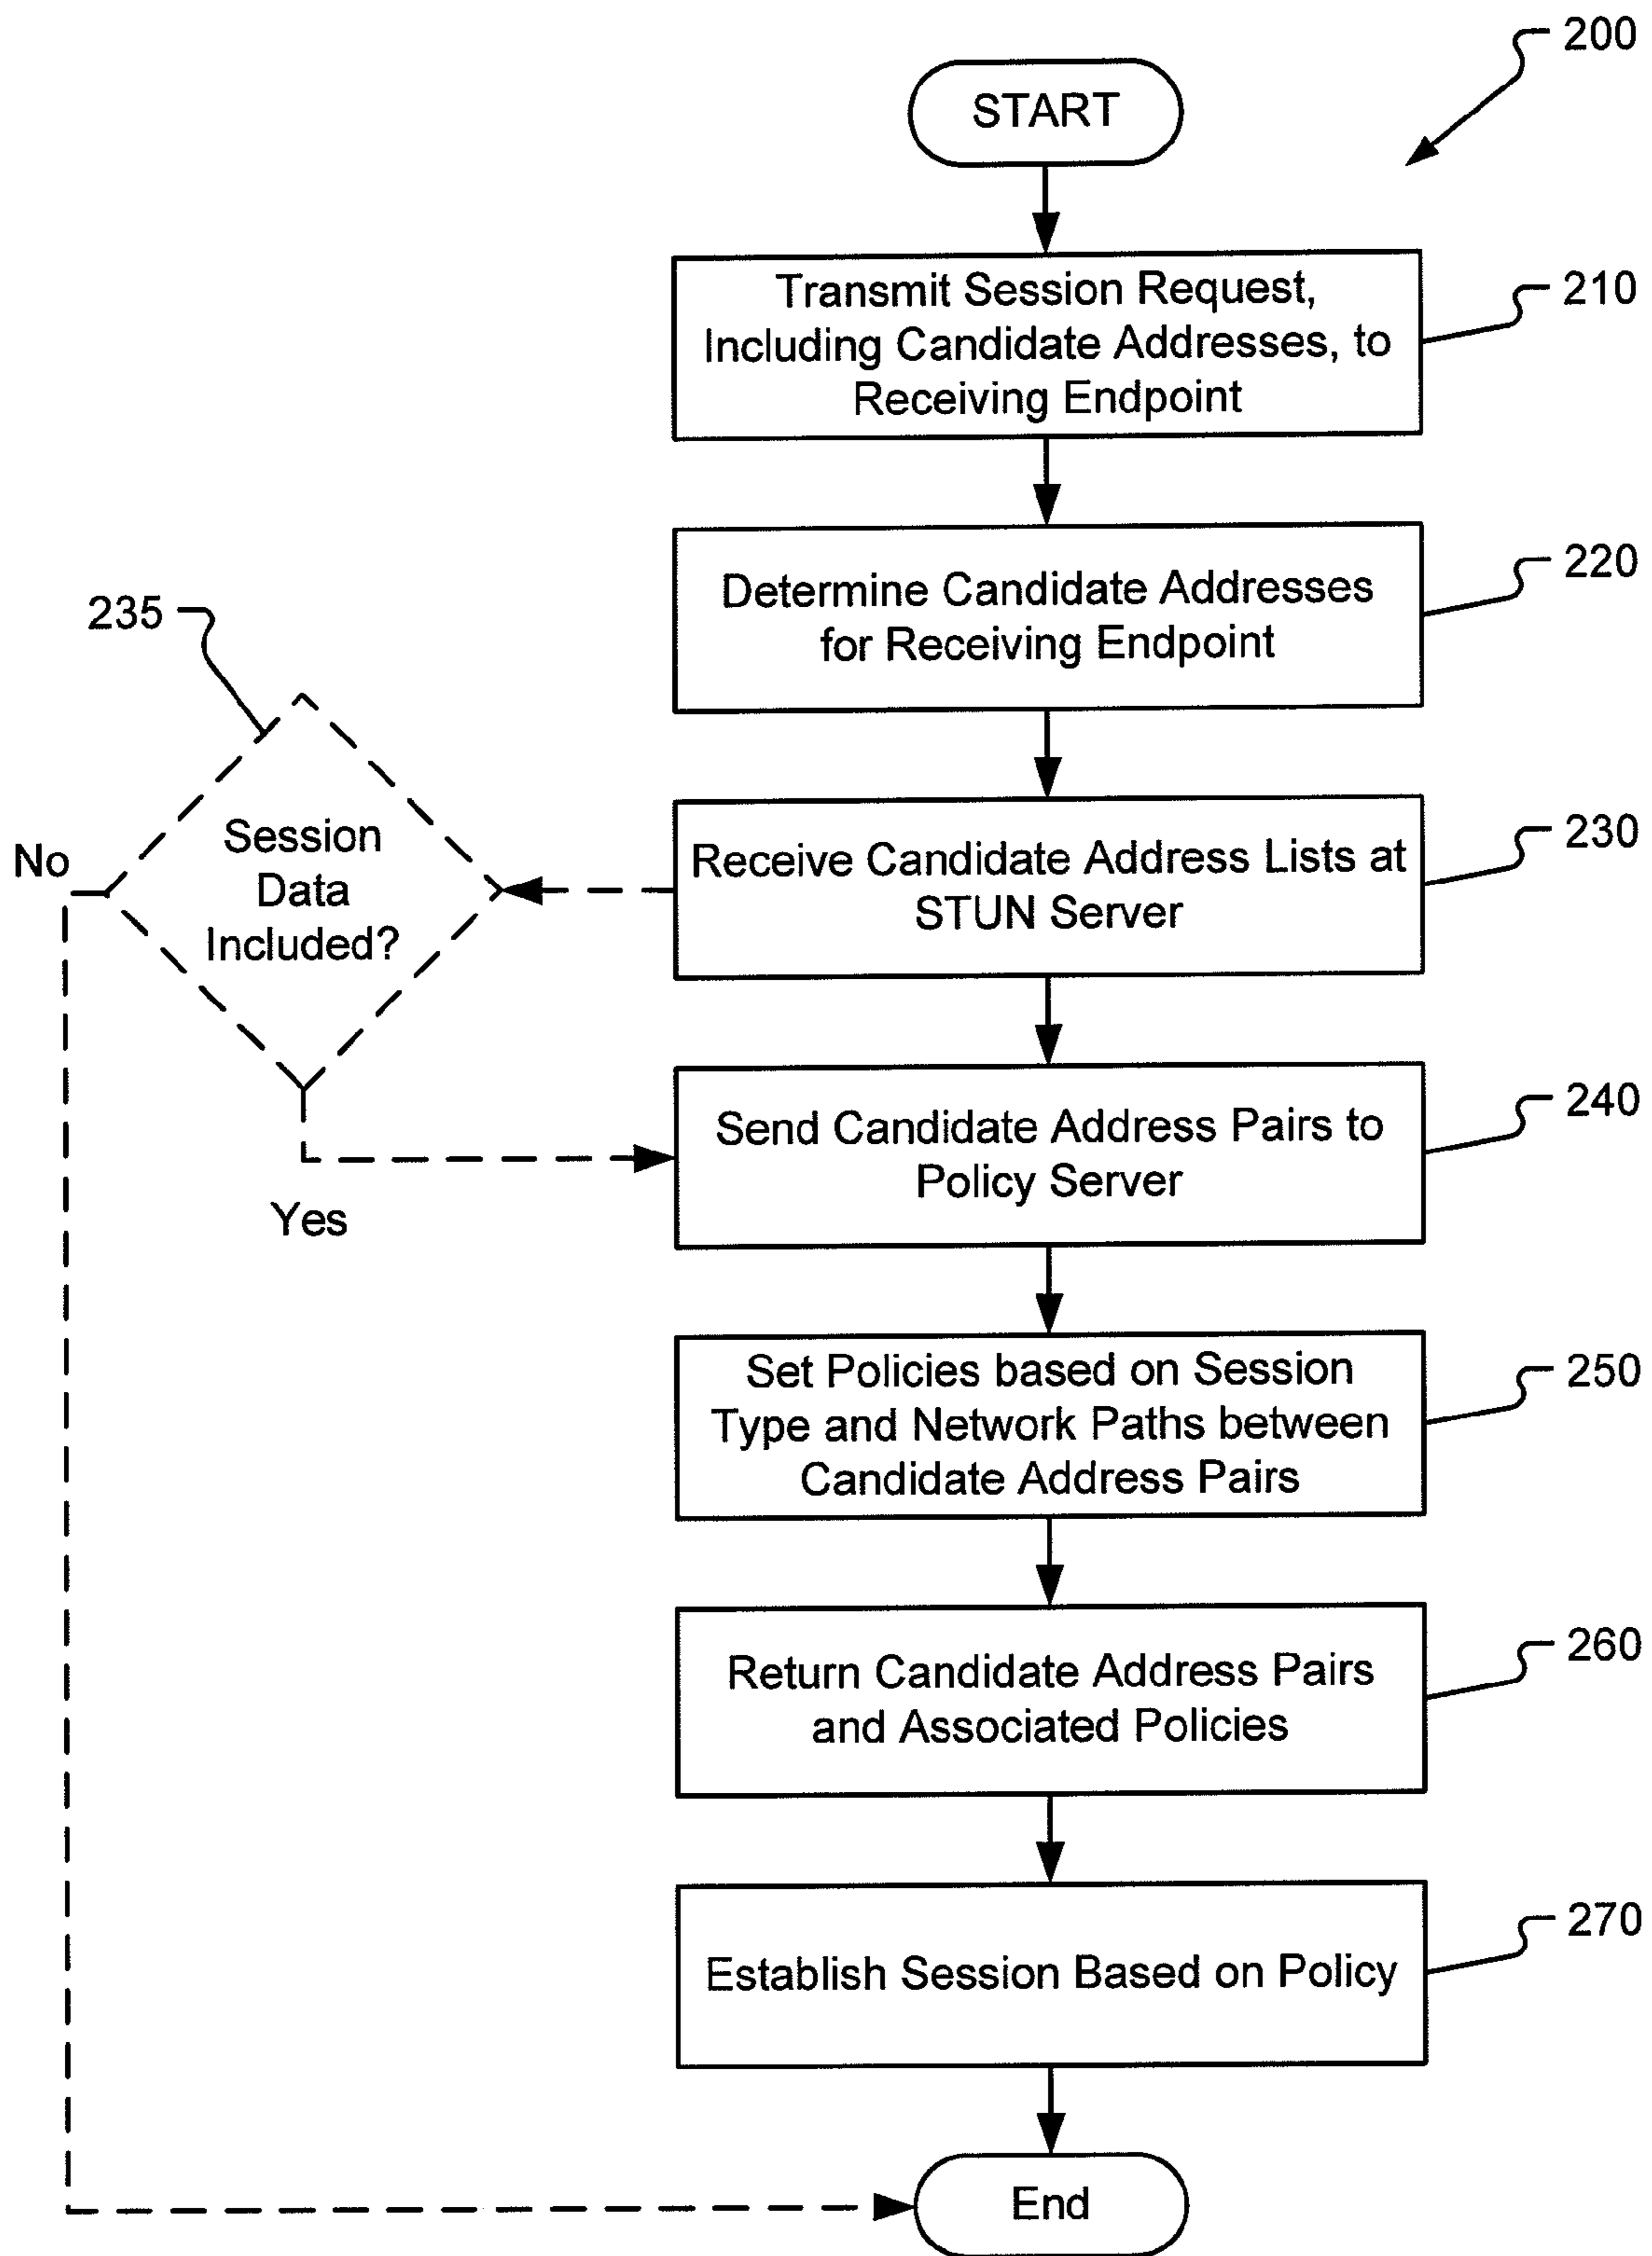 200
START
Transmit Session Request,
Including Candidate Addresses, to
Receiving Endpoint
210
Determine Candidate Addresses
for Receiving Endpoint
220
235
Session
Data
Included?
No
Yes
Receive Candidate Address Lists at
STUN Server
230
Send Candidate Address Pairs to
Policy Server
240
Set Policies based on Session
Type and Network Paths between
Candidate Address Pairs
250
Return Candidate Address Pairs
and Associated Policies
260
Establish Session Based on Policy
270
End